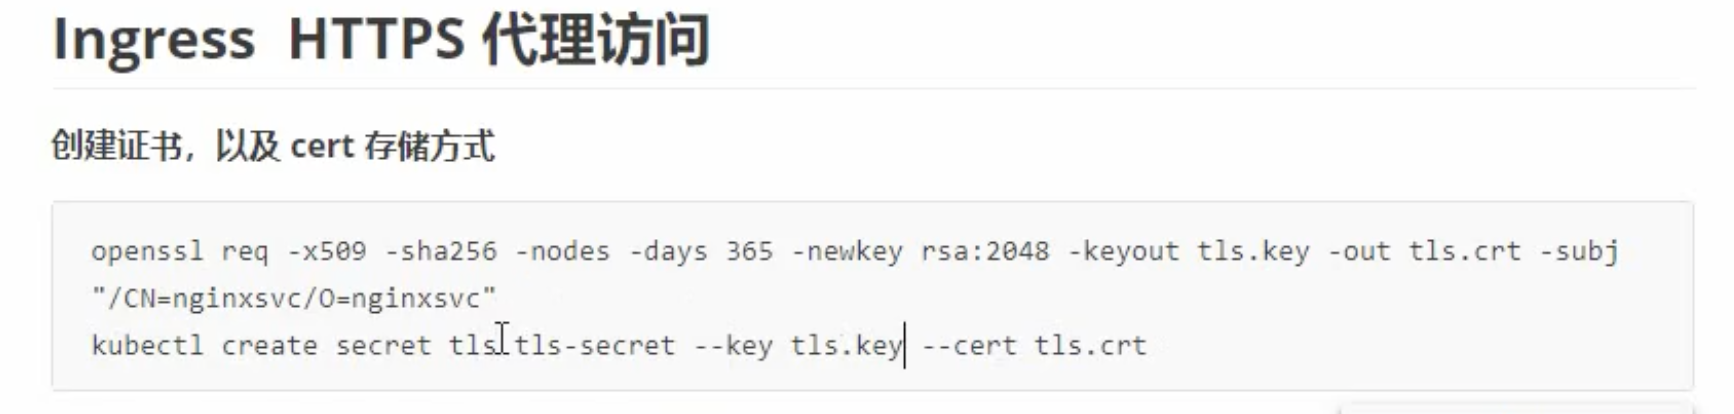 Ingress HTTPS 代理访问
创建证书，以及 cert 存储方式
openssl req -x509 -sha256 -nodes -days 365 -newkey rsa:2048 -keyout tls.key -out tls.crt -subj
"/CN=nginxsvc/O=nginxsvc"
kubectl create secret tls tls-secret --key tls.key --cert tls.crt